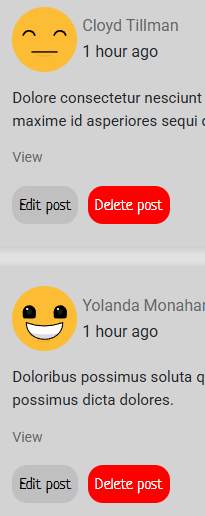 Cloyd Tillman
1 hour ago
Dolore consectetur nesciunt
maxime id asperiores sequi
View
Edit post Delete post
Yolanda Monahan
1 hour ago
Doloribus possimus soluta
possimus dicta dolores.
View
Edit post Delete post